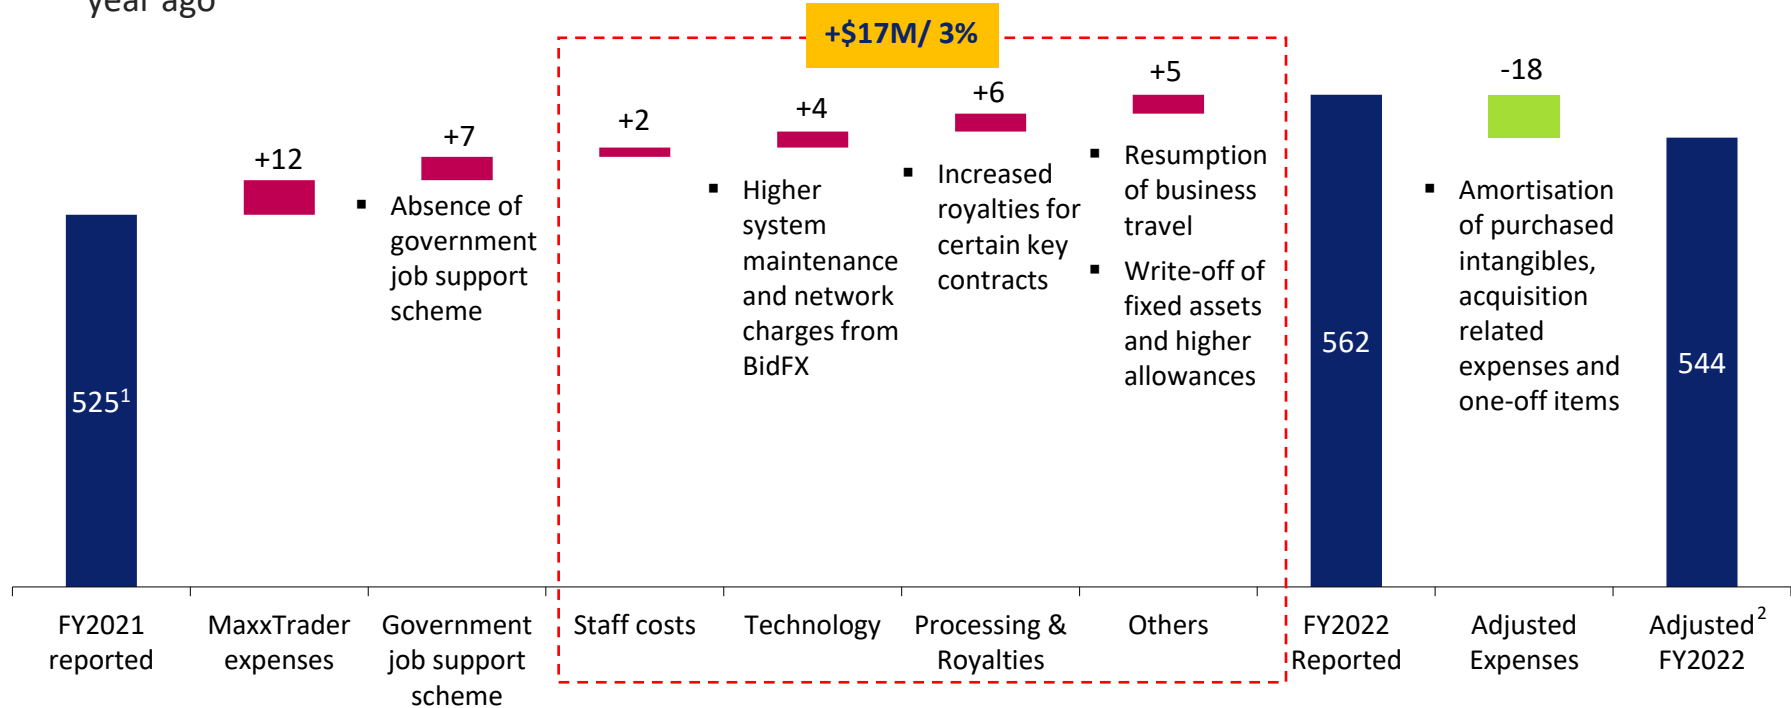 year ago
+$17M/ 3%
+12
+7
+2
+4
+6
+5
-18
▪ Absence of
government
job support
scheme
▪ Higher
system
maintenance
and network
charges from
BidFX
▪ Increased
royalties for
certain key
contracts
▪ Resumption
of business
travel
▪ Write-off of
fixed assets
and higher
allowances
▪ Amortisation
of purchased
intangibles,
acquisition
related
expenses and
one-off items
525¹
562
544
FY2021
reported
MaxxTrader
expenses
Government
job support
scheme
Staff costs
Technology
Processing &
Royalties
Others
FY2022
Reported
Adjusted
Expenses
Adjusted²
FY2022